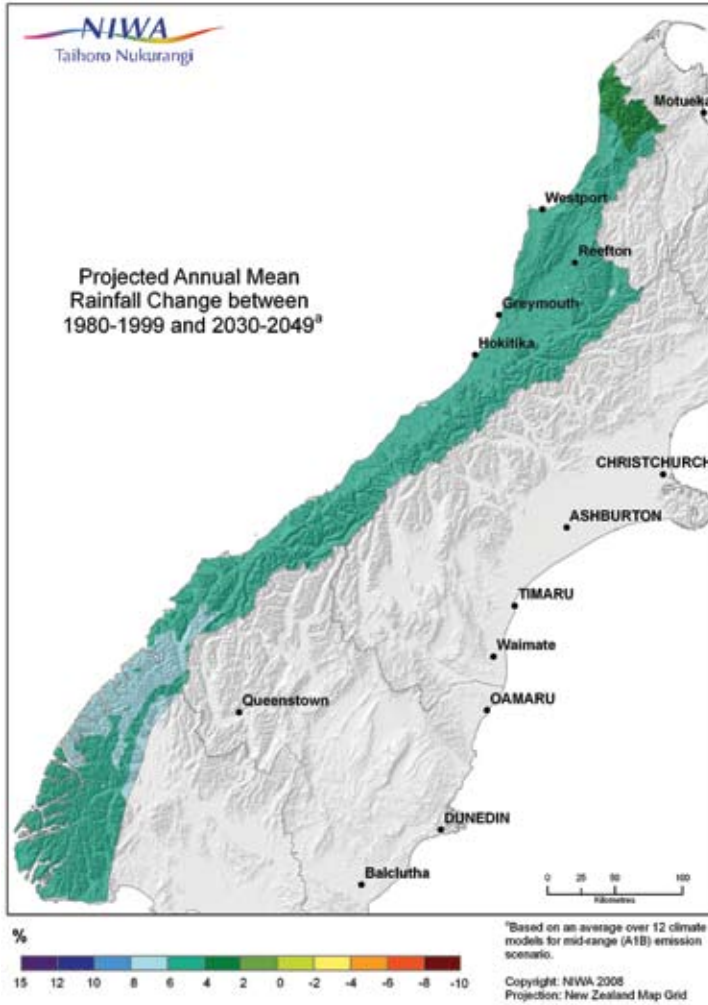 NIWA
Taihoro Nukurangi
Motueka
Westport
Reefton
Projected Annual Mean
Rainfall Change between
1980-1999 and 2030-2049ª
Greymouth
Hokitika
CHRISTCHURCH
ASHBURTON
TIMARU
Waimate
Queenstown
OAMARU
DUNEDIN
Balclutha
0 25 50 100
Kilometres
%
15 12 10 8 6 4 2 0 -2 -4 -6 -8 -10
ªBased on an average over 12 climate
models for mid-range (A1B) emission
scenario.
Copyright: NIWA 2008
Projection: New Zealand Map Grid